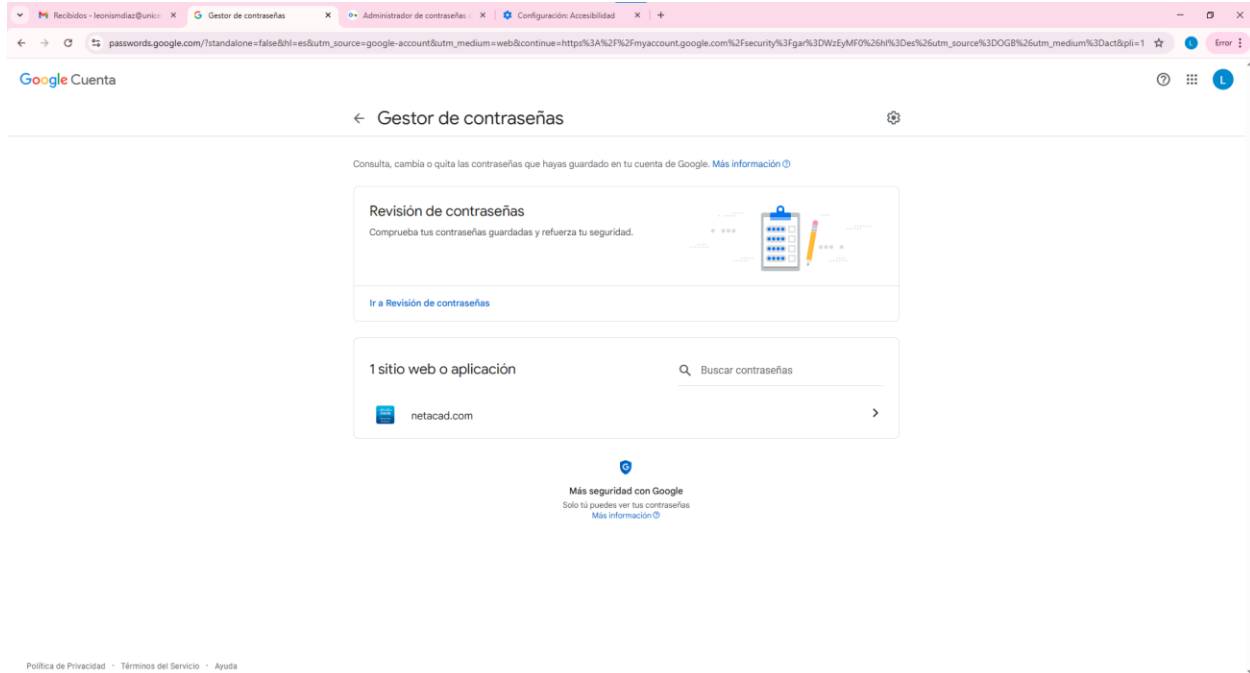 Recibidos - leonismdiaz@unice
Gestor de contraseñas
Administrador de contraseñas
Configuración: Accesibilidad
passwords.google.com/?standalone=false&hl=es&utm_source=google-account&utm_medium=web&continue=https%3A%2F%2Fmyaccount.google.com%2Fsecurity%3Fgar%3DWzEyMF0%26hl%3Des%26utm_source%3DOGB%26utm_medium%3Dact&pli=1
L
Error
Google Cuenta
L
Gestor de contraseñas
Consulta, cambia o quita las contraseñas que hayas guardado en tu cuenta de Google. Más información
Revisión de contraseñas
Comprueba tus contraseñas guardadas y refuerza tu seguridad.
Ir a Revisión de contraseñas
1 sitio web o aplicación
Buscar contraseñas
netacad.com
G
Más seguridad con Google
Solo tú puedes ver tus contraseñas
Más información
Política de Privacidad · Términos del Servicio · Ayuda